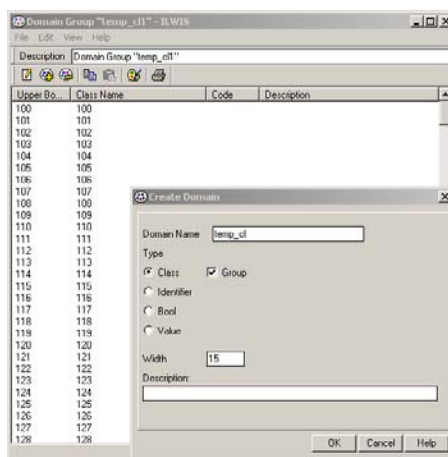 Domain Group "temp_cl1" - ILWIS
File Edit View Help
Description Domain Group "temp_cl1"
Upper Bo... Class Name Code Description
100 100
101 101
102 102
103 103
104 104
105 105
106 106
107 107
108 108
109 109
110 110
111 111
112 112
113 113
114 114
115 115
116 116
117 117
118 118
119 119
120 120
121 121
122 122
123 123
124 124
125 125
126 126
127 127
128 128
Create Domain
Domain Name temp_cl
Type
Class Group
Identifier
Bool
Value
Width 15
Description:
OK Cancel Help